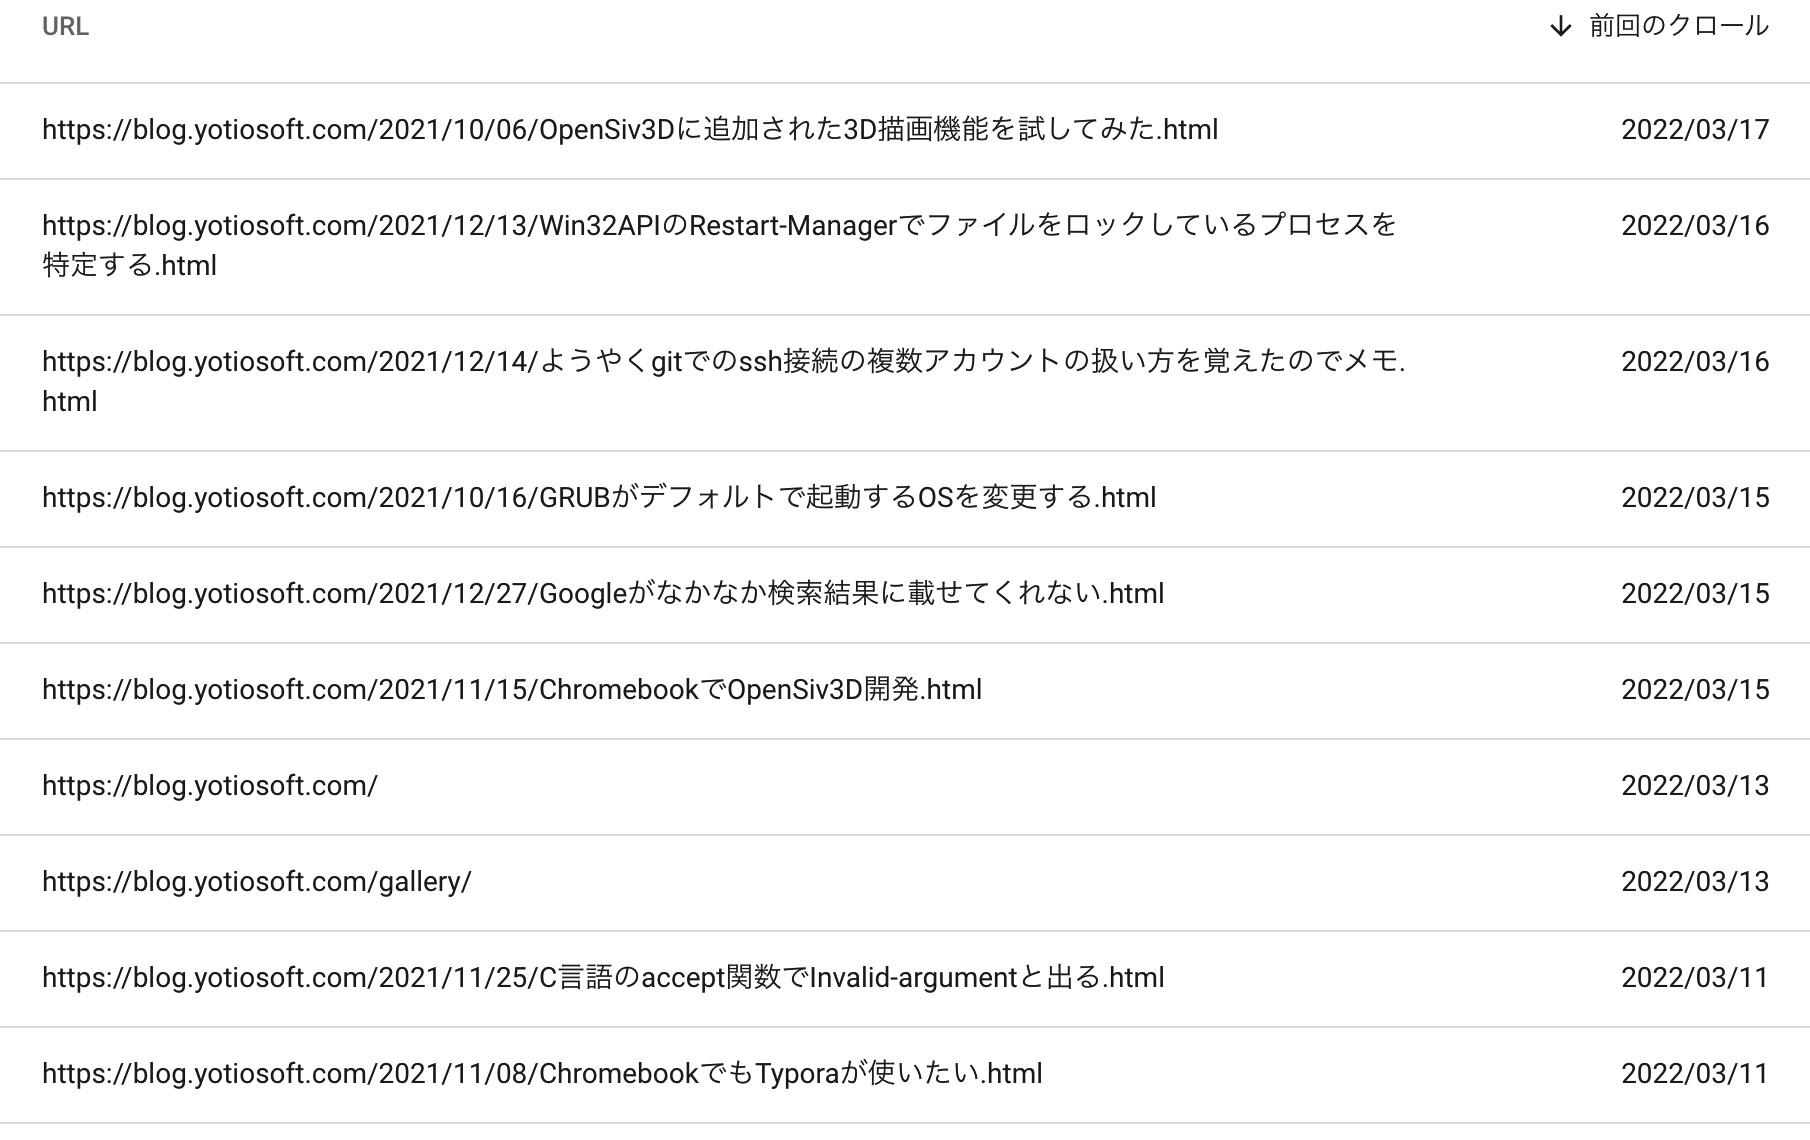 URL ↓ 前回のクロール
https://blog.yotiosoft.com/2021/10/06/OpenSiv3Dに追加された3D描画機能を試してみた.html 2022/03/17
https://blog.yotiosoft.com/2021/12/13/Win32APIのRestart-Managerでファイルをロックしているプロセスを 2022/03/16
特定する.html
https://blog.yotiosoft.com/2021/12/14/ようやくgitでのssh接続の複数アカウントの扱い方を覚えたのでメモ. 2022/03/16
html
https://blog.yotiosoft.com/2021/10/16/GRUBがデフォルトで起動するOSを変更する.html 2022/03/15
https://blog.yotiosoft.com/2021/12/27/Googleがなかなか検索結果に載せてくれない.html 2022/03/15
https://blog.yotiosoft.com/2021/11/15/ChromebookでOpenSiv3D開発.html 2022/03/15
https://blog.yotiosoft.com/ 2022/03/13
https://blog.yotiosoft.com/gallery/ 2022/03/13
https://blog.yotiosoft.com/2021/11/25/C言語のaccept関数でInvalid-argumentと出る.html 2022/03/11
https://blog.yotiosoft.com/2021/11/08/ChromebookでもTyporaが使いたい.html 2022/03/11